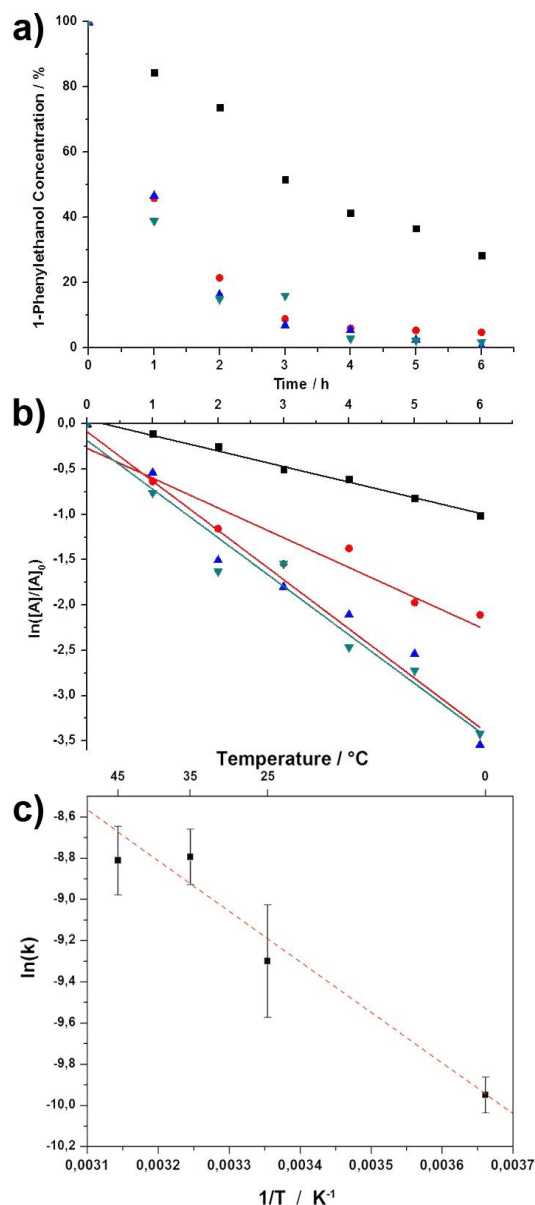 a)
100
80
60
40
20
0
1-Phenylethanol Concentration / %
0 1 2 3 4 5 6
Time / h
b)
0 1 2 3 4 5 6
0,0
-0,5
-1,0
-1,5
-2,0
-2,5
-3,0
-3,5
ln([A]/[A]0)
Temperature / °C
45 35 25 0
c)
-8,6
-8,8
-9,0
-9,2
-9,4
-9,6
-9,8
-10,0
-10,2
ln(k)
0,0031 0,0032 0,0033 0,0034 0,0035 0,0036 0,0037
1/T / K-1